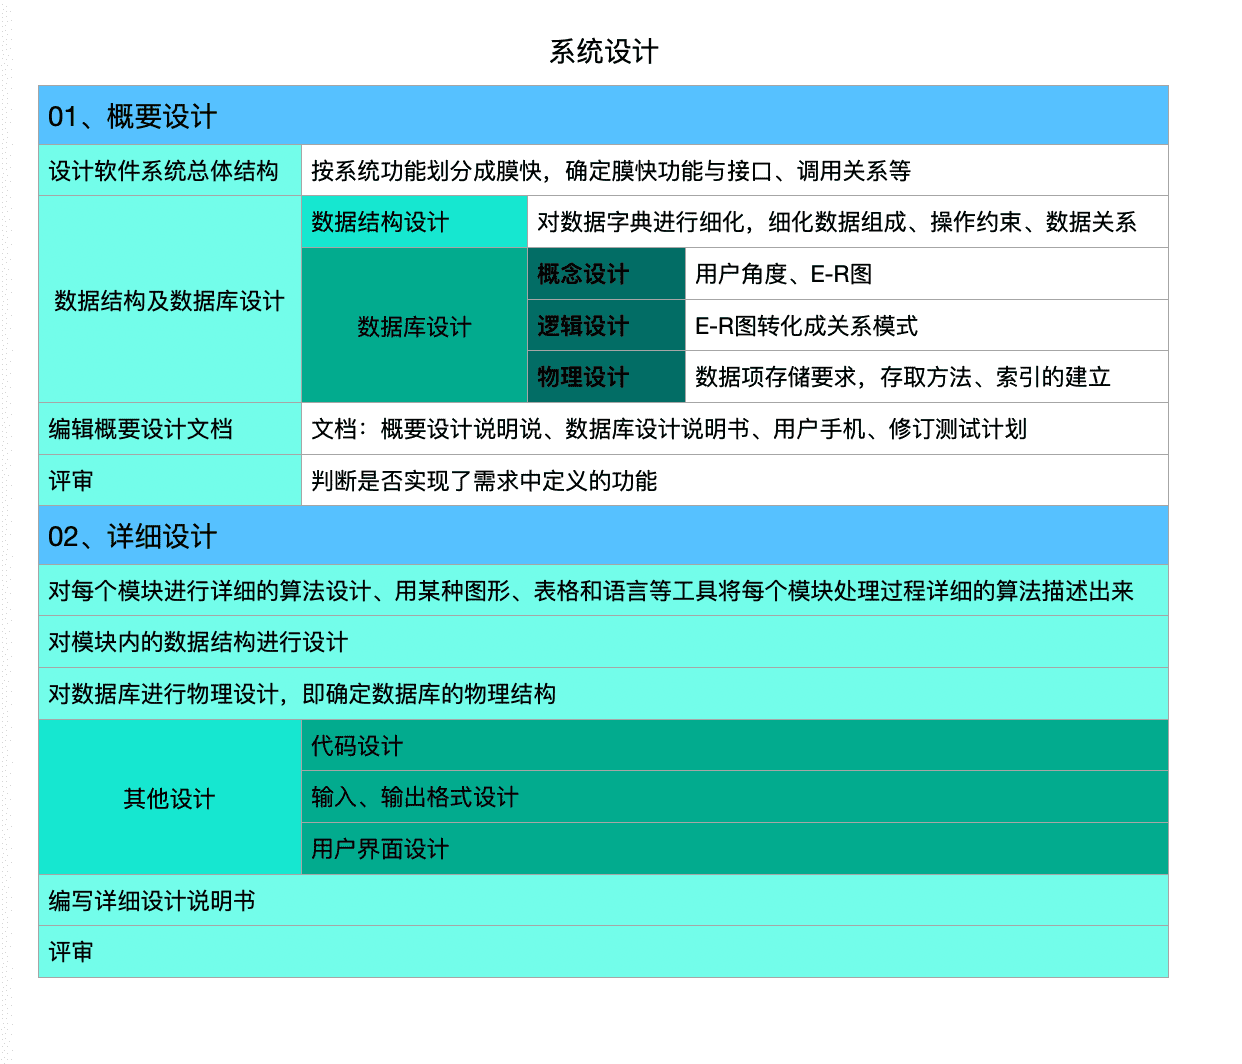 系统设计
01、概要设计
设计软件系统总体结构
按系统功能划分成膜快，确定膜快功能与接口、调用关系等
数据结构及数据库设计
数据结构设计
对数据字典进行细化，细化数据组成、操作约束、数据关系
数据库设计
概念设计
用户角度、E-R图
逻辑设计
E-R图转化成关系模式
物理设计
数据项存储要求，存取方法、索引的建立
编辑概要设计文档
文档：概要设计说明说、数据库设计说明书、用户手机、修订测试计划
评审
判断是否实现了需求中定义的功能
02、详细设计
对每个模块进行详细的算法设计、用某种图形、表格和语言等工具将每个模块处理过程详细的算法描述出来
对模块内的数据结构进行设计
对数据库进行物理设计，即确定数据库的物理结构
其他设计
代码设计
输入、输出格式设计
用户界面设计
编写详细设计说明书
评审